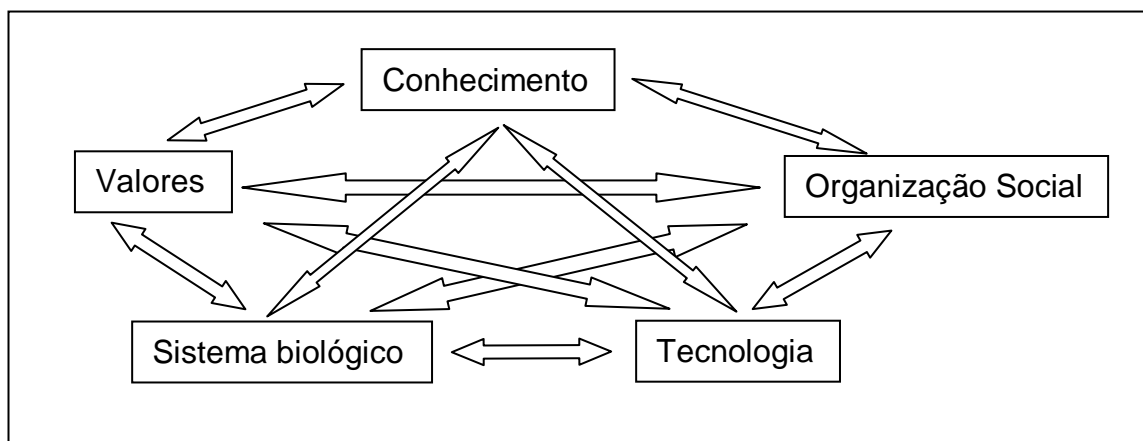 Conhecimento
Valores
Organização Social
Sistema biológico
Tecnologia